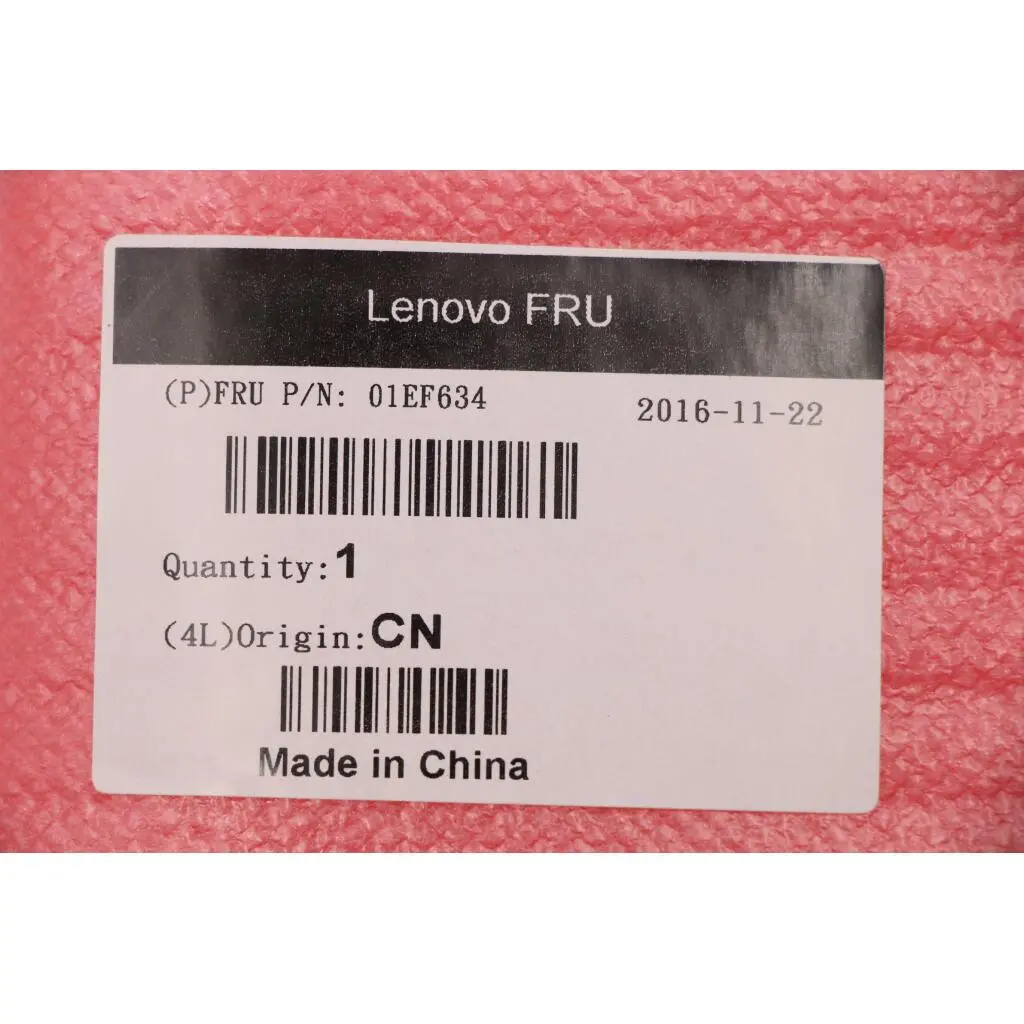 Lenovo FRU
(P)FRU P/N: 01EF634
2016-11-22
Quantity:1
(4L)Origin:CN
Made in China